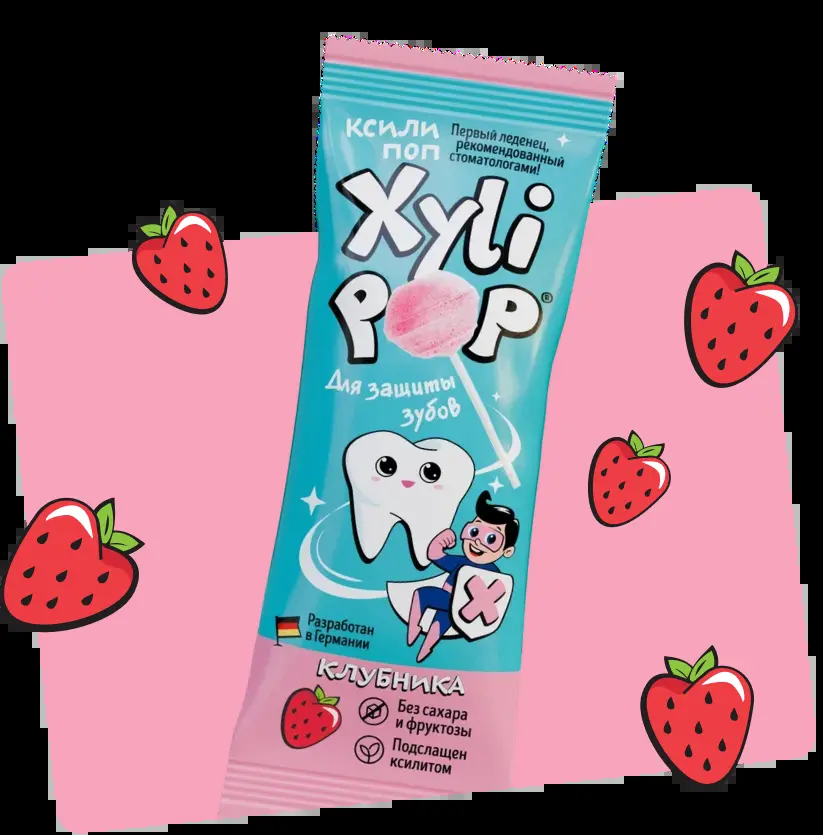 КСИЛИ
ПОП
Первый леденец,
рекомендованный
стоматологами!
Xyli
POP®
Для защиты
зубов
X
Разработан
в Германии
КЛУБНИКА
Без сахара
и фруктозы
Подслащен
ксилитом